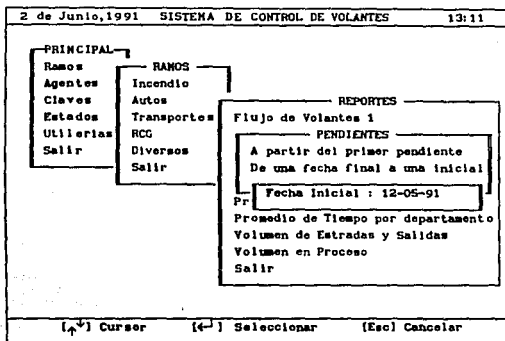 2 de Junio,1991 SISTEMA DE CONTROL DE VOLANTES 13:11
PRINCIPAL
Ramos
Agentes
Claves
Estados
Utilerias
Salir
RAMOS
Incendio
Autos
Transportes
RCG
Diversos
Salir
REPORTES
Flujo de Volantes 1
PENDIENTES
A partir del primer pendiente
De una fecha final a una inicial
Fecha Inicial : 12-05-91
Pr
Promedio de Tiempo por departamento
Volumen de Estradas y Salidas
Volumen en Proceso
Salir
[↑↓] Cursor [↵] Seleccionar [Esc] Cancelar